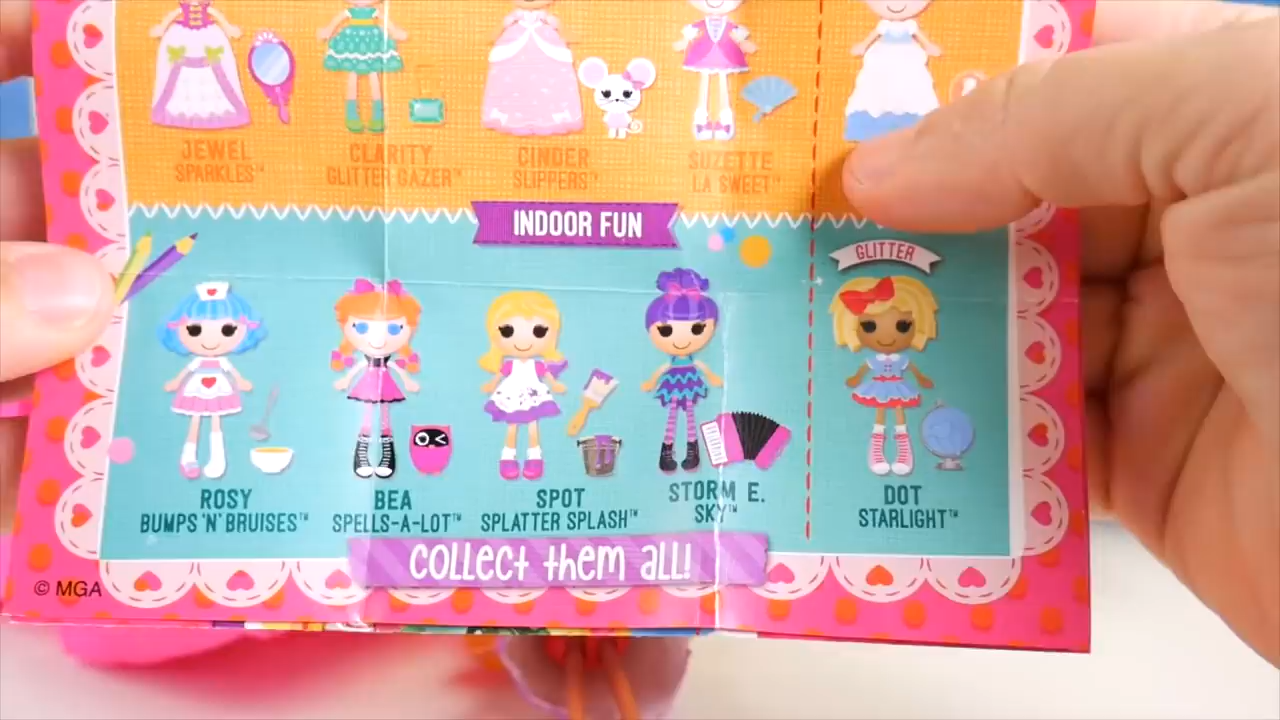 JEWEL
SPARKLES™
CLARITY
GLITTER GAZER™
CINDER
SLIPPERS™
SUZETTE
LA SWEET™
INDOOR FUN
GLITTER
ROSY
BUMPS 'N' BRUISES™
BEA
SPELLS-A-LOT™
SPOT
SPLATTER SPLASH™
STORM E.
SKY™
DOT
STARLIGHT™
COLLECT THEM ALL!
© MGA